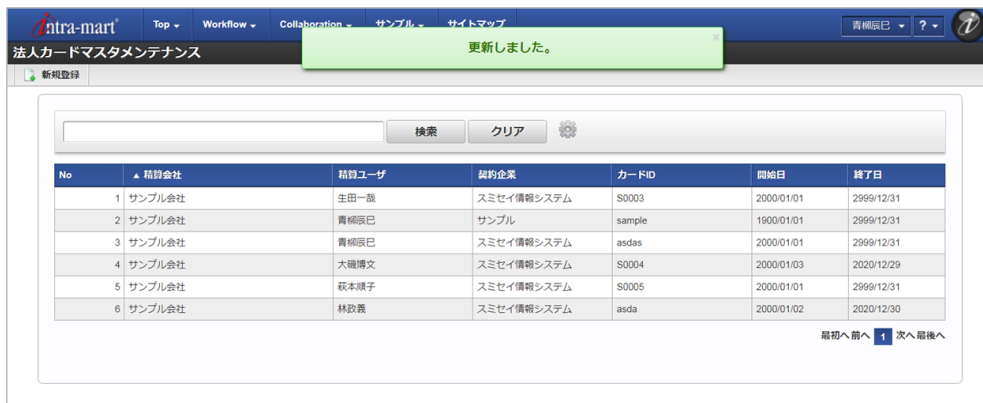 intra-mart Top Workflow Collaboration サンプル サイトマップ 青柳辰巳 ?
更新しました。 ×
法人カードマスタメンテナンス
新規登録
検索 クリア
No ▲ 精算会社 精算ユーザ 契約企業 カードID 開始日 終了日
1 サンプル会社 生田一哉 スミセイ情報システム S0003 2000/01/01 2999/12/31
2 サンプル会社 青柳辰巳 サンプル sample 1900/01/01 2999/12/31
3 サンプル会社 青柳辰巳 スミセイ情報システム asdas 2000/01/01 2999/12/31
4 サンプル会社 大磯博文 スミセイ情報システム S0004 2000/01/03 2020/12/29
5 サンプル会社 萩本順子 スミセイ情報システム S0005 2000/01/01 2999/12/31
6 サンプル会社 林政義 スミセイ情報システム asda 2000/01/02 2020/12/30
最初へ 前へ 1 次へ 最後へ